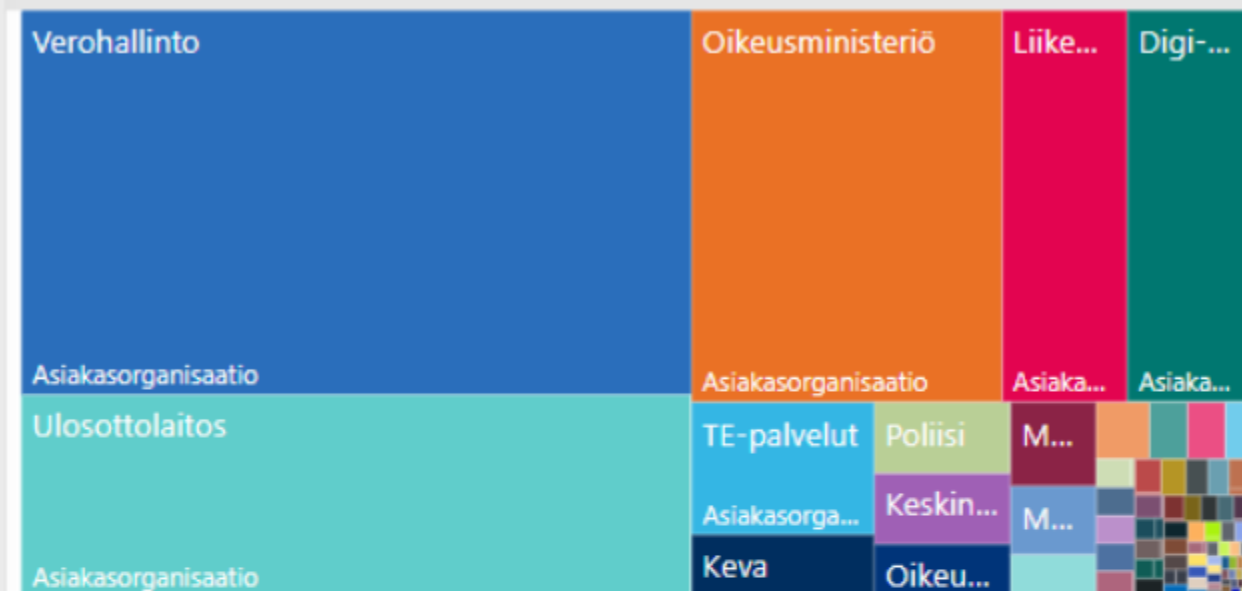 Verohallinto
Asiakasorganisaatio
Ulosottolaitos
Asiakasorganisaatio
Oikeusministeriö
Asiakasorganisaatio
Liike...
Asiaka...
Digi-...
Asiaka...
TE-palvelut
Asiakasorga...
Keva
Poliisi
Keskin...
Oikeu...
M...
M...